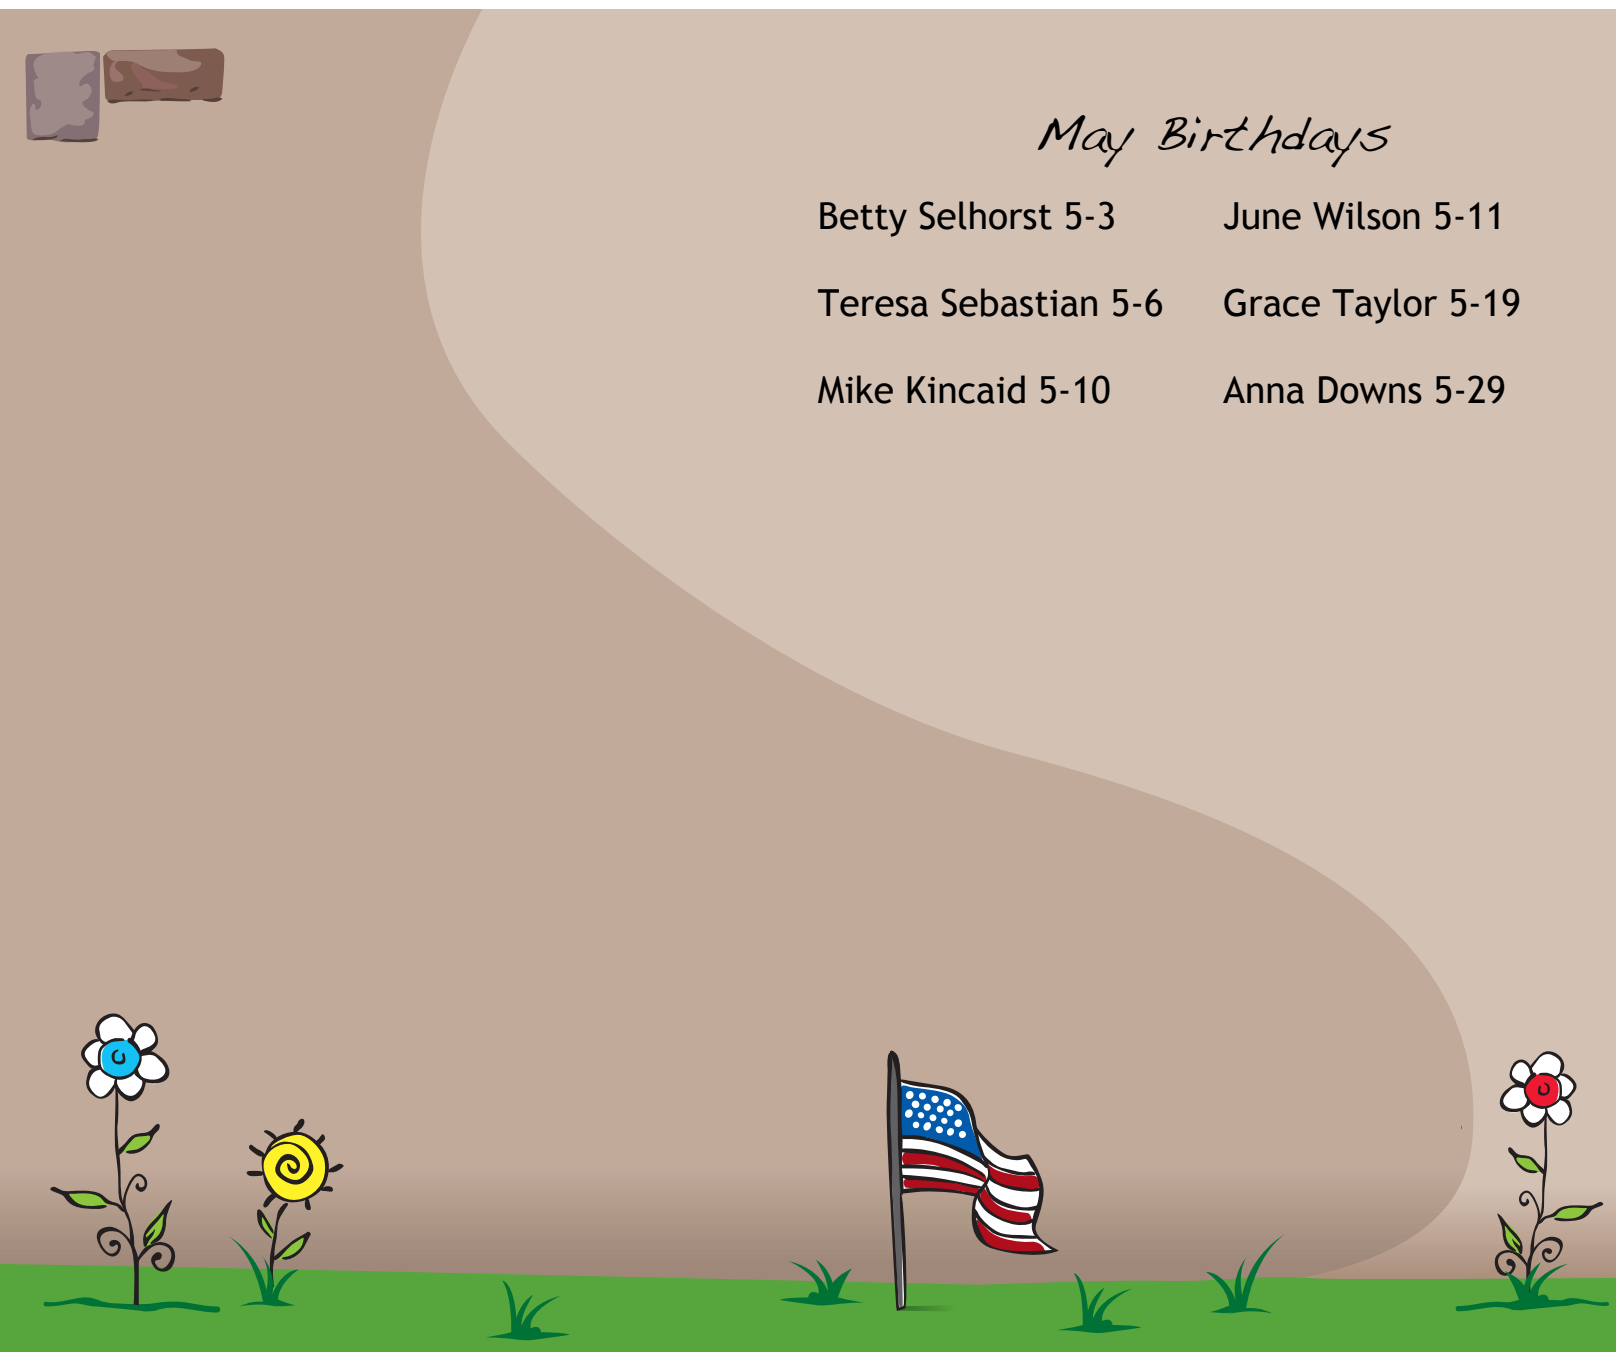 May Birthdays
Betty Selhorst 5-3
Teresa Sebastian 5-6
Mike Kincaid 5-10
June Wilson 5-11
Grace Taylor 5-19
Anna Downs 5-29